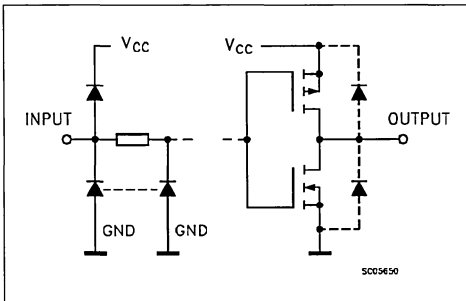 VCC
VCC
INPUT
OUTPUT
GND
GND
SC05650